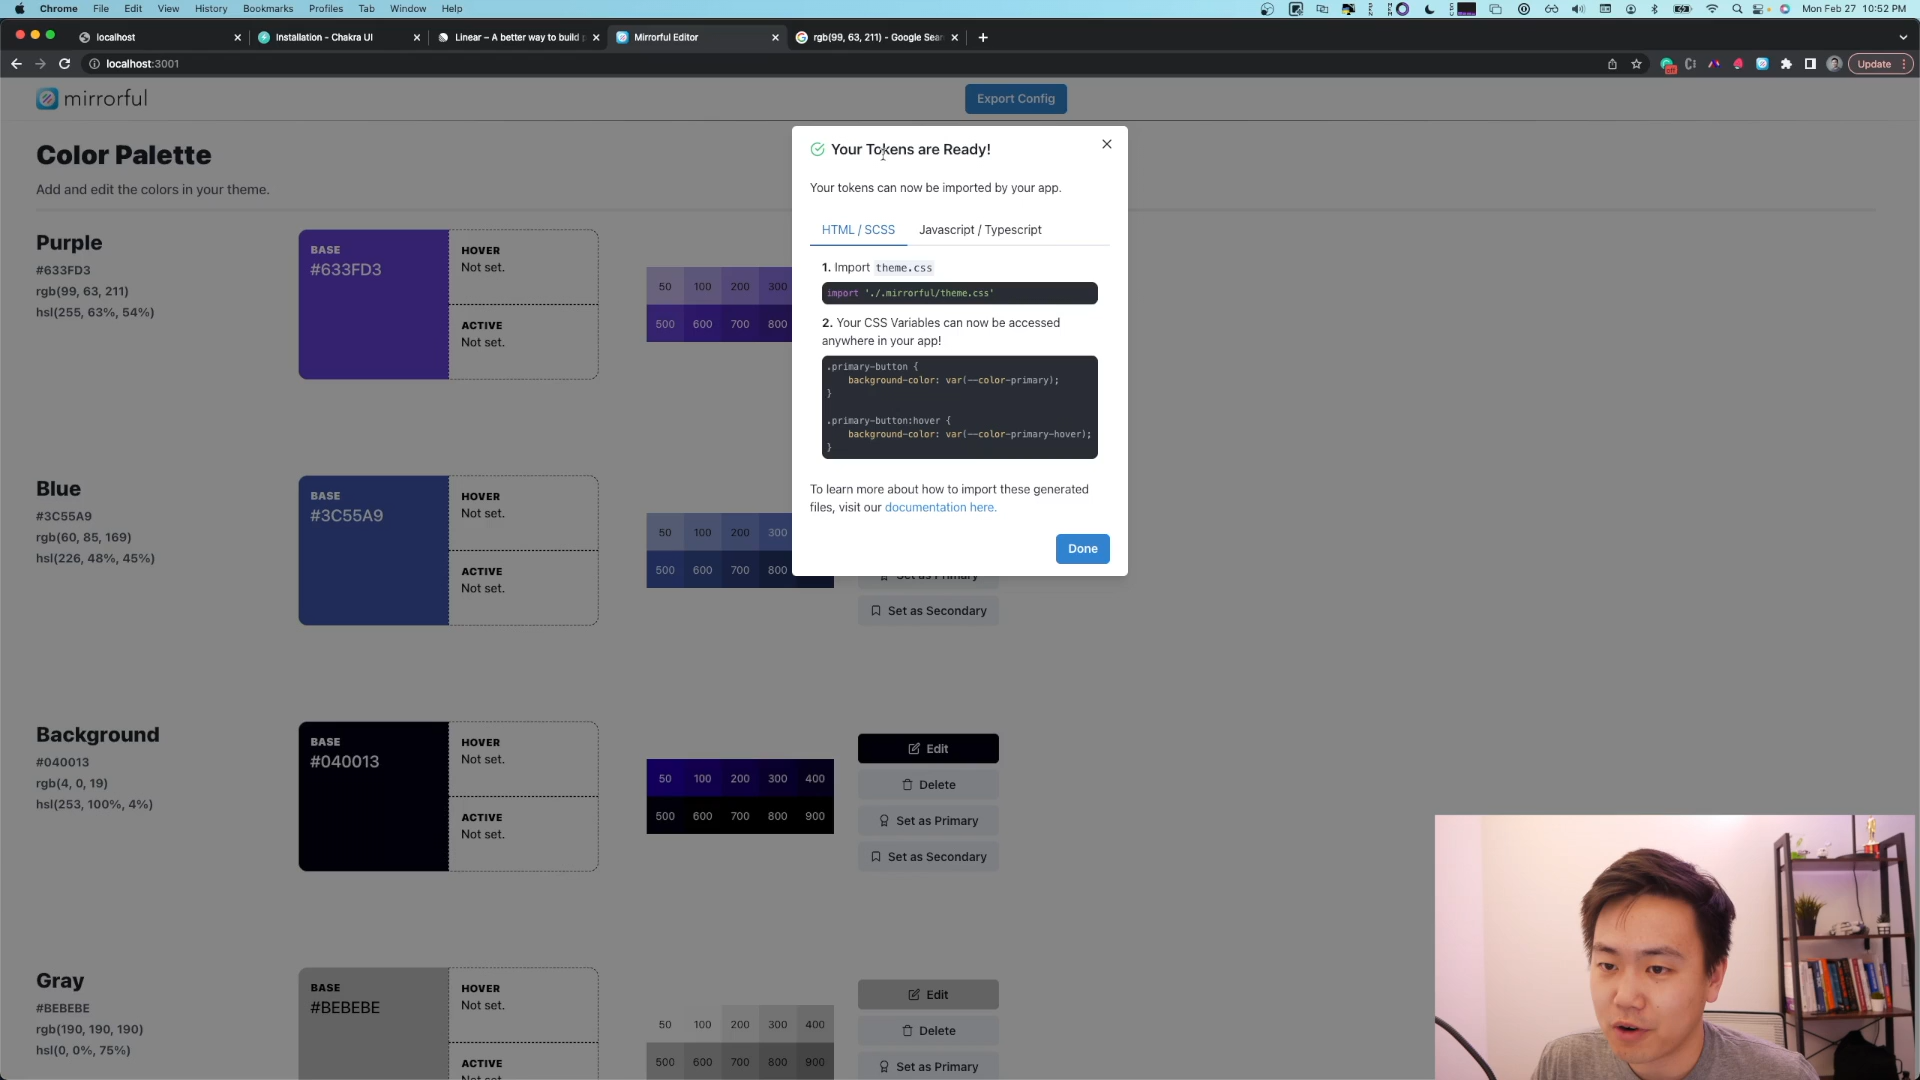 Chrome File Edit View History Bookmarks Profiles Tab Window Help
Mon Feb 27 10:52 PM
localhost
Installation - Chakra UI
Linear – A better way to build
Mirrorful Editor
rgb(99, 63, 211) - Google Sear
localhost:3001
Update
mirrorful
Export Config
Color Palette
Add and edit the colors in your theme.
Purple
#633FD3
rgb(99, 63, 211)
hsl(255, 63%, 54%)
BASE
#633FD3
HOVER
Not set.
ACTIVE
Not set.
50 100 200 300
500 600 700 800
Your Tokens are Ready!
Your tokens can now be imported by your app.
HTML / SCSS
Javascript / Typescript
1. Import theme.css
import './.mirrorful/theme.css'
2. Your CSS Variables can now be accessed
anywhere in your app!
.primary-button {
background-color: var(--color-primary);
}
.primary-button:hover {
background-color: var(--color-primary-hover);
}
To learn more about how to import these generated
files, visit our documentation here.
Done
Blue
#3C55A9
rgb(60, 85, 169)
hsl(226, 48%, 45%)
BASE
#3C55A9
HOVER
Not set.
ACTIVE
Not set.
50 100 200 300
500 600 700 800
Set as Primary
Set as Secondary
Background
#040013
rgb(4, 0, 19)
hsl(253, 100%, 4%)
BASE
#040013
HOVER
Not set.
ACTIVE
Not set.
50 100 200 300 400
500 600 700 800 900
Edit
Delete
Set as Primary
Set as Secondary
Gray
#BEBEBE
rgb(190, 190, 190)
hsl(0, 0%, 75%)
BASE
#BEBEBE
HOVER
Not set.
ACTIVE
Not set.
50 100 200 300 400
500 600 700 800 900
Edit
Delete
Set as Primary